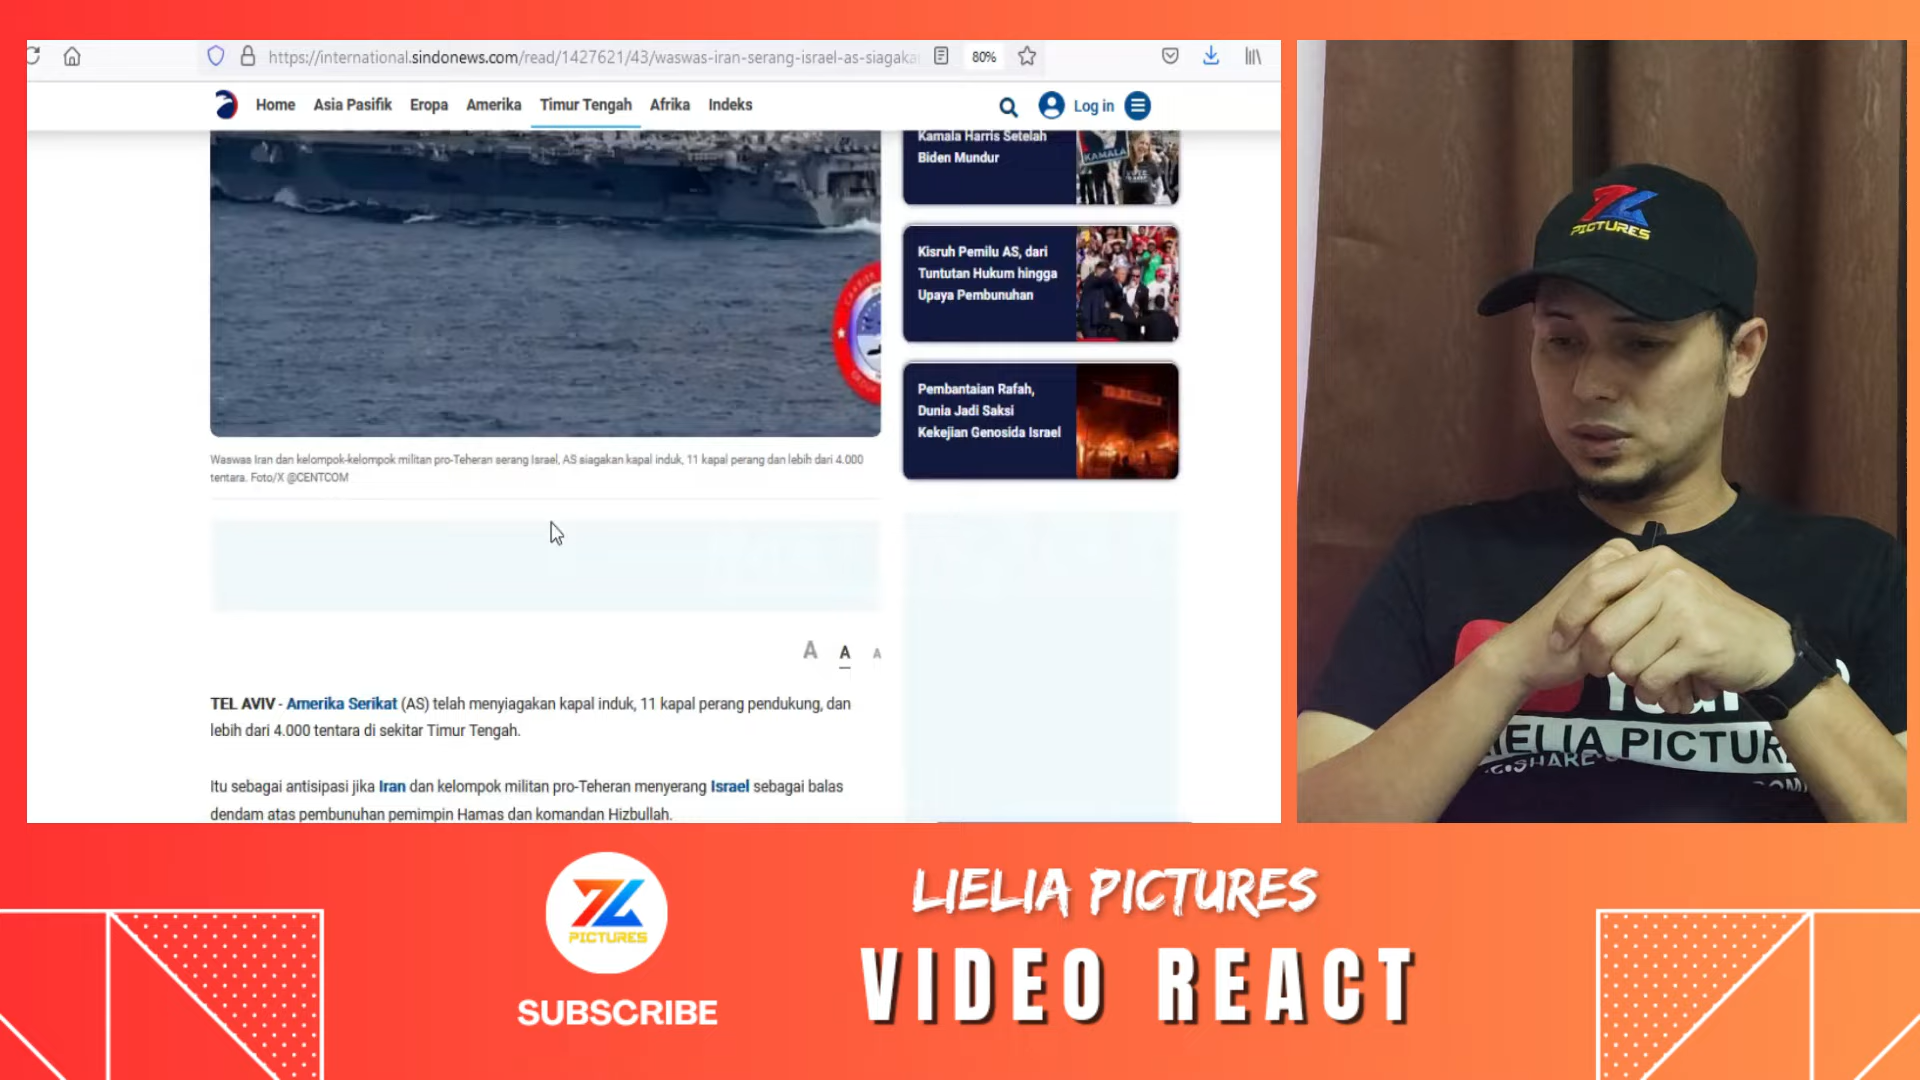 https://international.sindonews.com/read/1427621/43/waswas-iran-serang-israel-as-siagaka
80%
Home Asia Pasifik Eropa Amerika Timur Tengah Afrika Indeks
Log in
Kamala Harris Setelah
Biden Mundur
KAMALA
Kisruh Pemilu AS, dari
Tuntutan Hukum hingga
Upaya Pembunuhan
Pembantaian Rafah,
Dunia Jadi Saksi
Kekejian Genosida Israel
Waswas Iran dan kelompok-kelompok militan pro-Teheran serang Israel, AS siagakan kapal induk, 11 kapal perang dan lebih dari 4.000
tentara. Foto/X @CENTCOM
A A A
TEL AVIV - Amerika Serikat (AS) telah menyiagakan kapal induk, 11 kapal perang pendukung, dan
lebih dari 4.000 tentara di sekitar Timur Tengah.
Itu sebagai antisipasi jika Iran dan kelompok militan pro-Teheran menyerang Israel sebagai balas
dendam atas pembunuhan pemimpin Hamas dan komandan Hizbullah.
PICTURES
IELIA PICTUR
SHARE
PICTURES
SUBSCRIBE
LIELIA PICTURES
VIDEO REACT